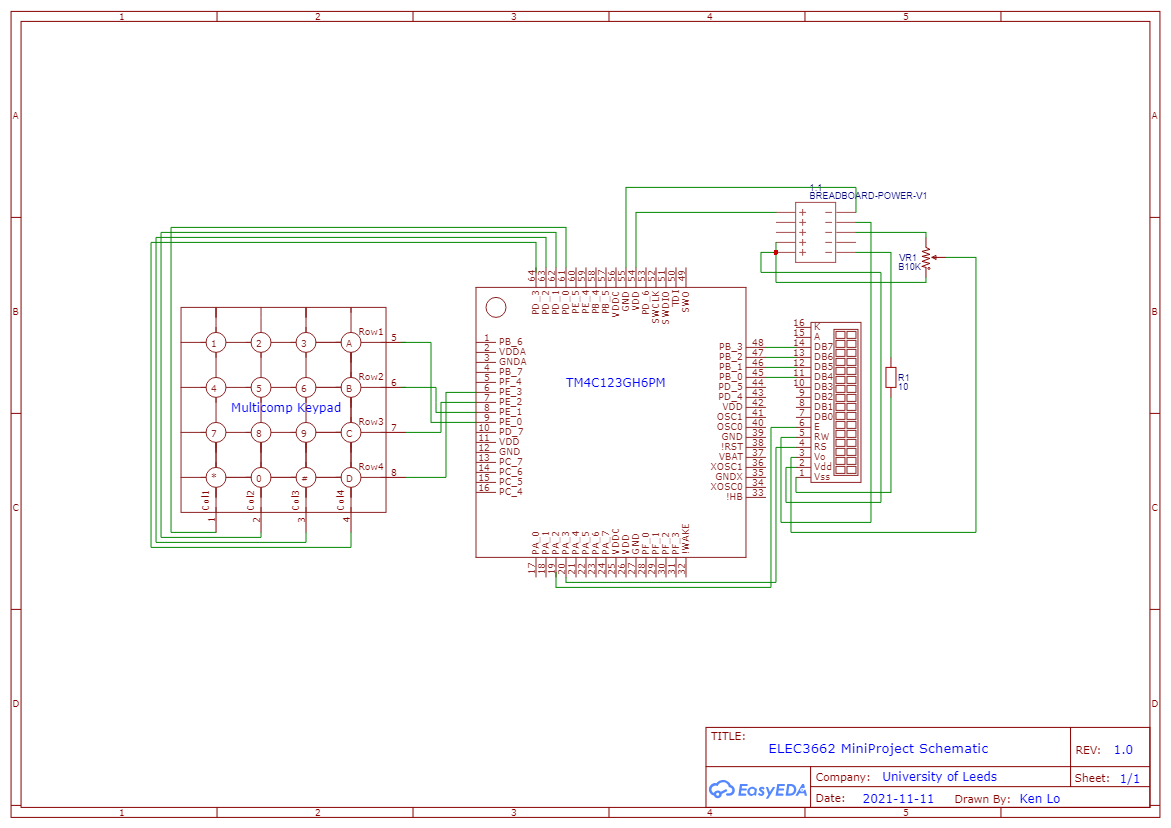 1 2 3 4 5
A A
1.1
BREADBOARD-POWER-V1
+ -
+ -
+ -
+ -
+ -
VR1
B10K
B B
64 63 62 61 60 59 58 57 56 55 54 53 52 51 50 49
PD_3 PD_2 PD_1 PD_0 PE_5 PE_4 PB_4 PB_5 VDDC GND VDD PD_6 SWCLK SWDIO TDI SWO
1 2 3 A Row1 5
4 5 6 B Row2 6
Multicomp Keypad
7 8 9 C Row3 7
* 0 # D Row4 8
Col1 Col2 Col3 Col4
1 2 3 4
TM4C123GH6PM
1 PB_6
2 VDDA
3 GNDA
4 PB_7
5 PF_4
6 PE_3
7 PE_2
8 PE_1
9 PE_0
10 PD_7
11 VDD
12 GND
13 PC_7
14 PC_6
15 PC_5
16 PC_4
PB_3 48
PB_2 47
PB_1 46
PB_0 45
PD_5 44
PD_4 43
VDD 42
OSC1 41
OSC0 40
GND 39
!RST 38
VBAT 37
XOSC1 36
GNDX 35
XOSC0 34
!HB 33
16 K
15 A
14 DB7
13 DB6
12 DB5
11 DB4
10 DB3
9 DB2
8 DB1
7 DB0
6 E
5 RW
4 RS
3 Vo
2 Vdd
1 Vss
R1
10
PA_0 PA_1 PA_2 PA_3 PA_4 PA_5 PA_6 PA_7 VDDC VDD GND PF_0 PF_1 PF_2 PF_3 !WAKE
17 18 19 20 21 22 23 24 25 26 27 28 29 30 31 32
C C
D D
TITLE:
ELEC3662 MiniProject Schematic
REV: 1.0
EasyEDA
Company: University of Leeds
Sheet: 1/1
Date: 2021-11-11 Drawn By: Ken Lo
1 2 3 4 5